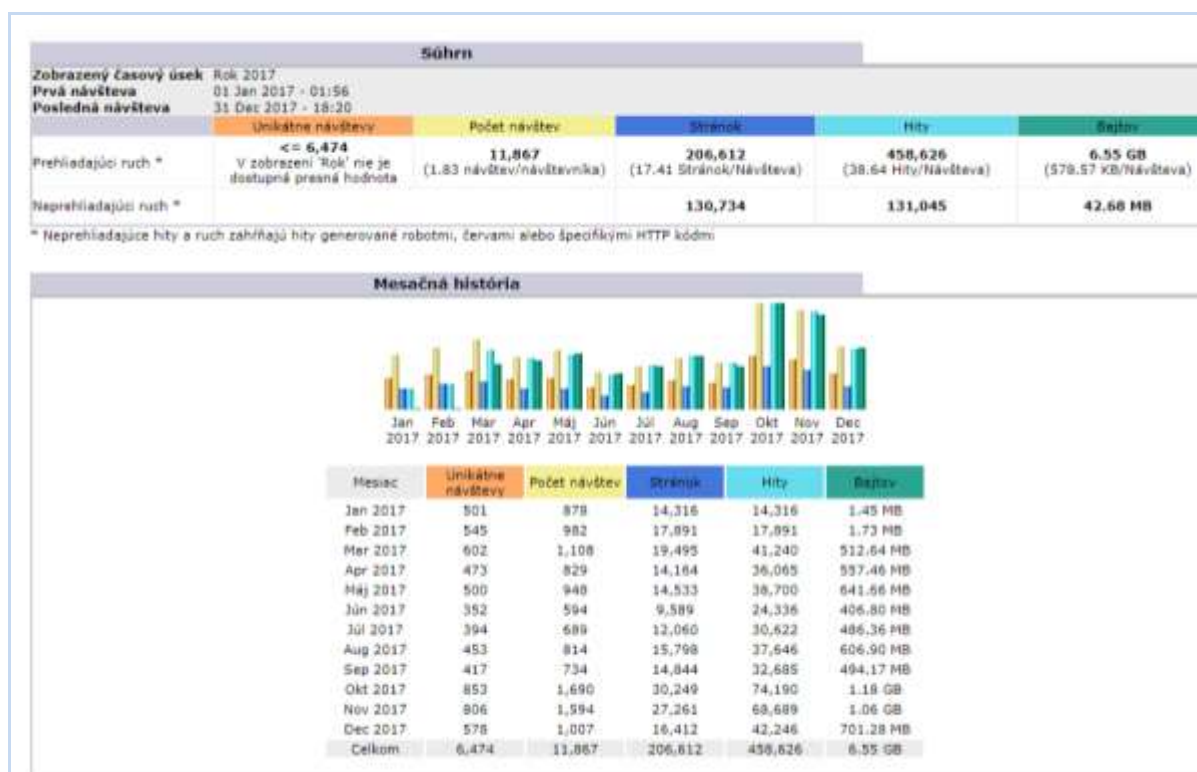 Súhrn
Zobrazený časový úsek Rok 2017
Prvá návšteva 01 Jan 2017 - 01:56
Posledná návšteva 31 Dec 2017 - 18:20
Unikátne návštevy Počet návštev Stránok Hity Bajtov
Prehliadajúci ruch * <= 6,474 V zobrazení 'Rok' nie je dostupná presná hodnota 11,867 (1.83 návštev/návštevníka) 206,612 (17.41 Stránok/Návšteva) 458,626 (38.64 Hity/Návšteva) 6.55 GB (578.57 KB/Návšteva)
Neprehliadajúci ruch * 130,734 131,045 42.68 MB
* Neprehliadajúce hity a ruch zahŕňajú hity generované robotmi, červami alebo špecifikými HTTP kódmi
Mesačná história
Jan Feb Mar Apr Máj Jún Júl Aug Sep Okt Nov Dec
2017 2017 2017 2017 2017 2017 2017 2017 2017 2017 2017 2017
Mesiac Unikátne návštevy Počet návštev Stránok Hity Bajtov
Jan 2017 501 878 14,316 14,316 1.45 MB
Feb 2017 545 982 17,891 17,891 1.73 MB
Mar 2017 602 1,108 19,495 41,240 512.64 MB
Apr 2017 473 829 14,164 36,065 557.46 MB
Máj 2017 500 948 14,533 38,700 641.66 MB
Jún 2017 352 594 9,589 24,336 406.80 MB
Júl 2017 394 689 12,060 30,622 486.36 MB
Aug 2017 453 814 15,798 37,646 606.90 MB
Sep 2017 417 734 14,844 32,685 494.17 MB
Okt 2017 853 1,690 30,249 74,190 1.18 GB
Nov 2017 806 1,594 27,261 68,689 1.06 GB
Dec 2017 578 1,007 16,412 42,246 701.28 MB
Celkom 6,474 11,867 206,612 458,626 6.55 GB